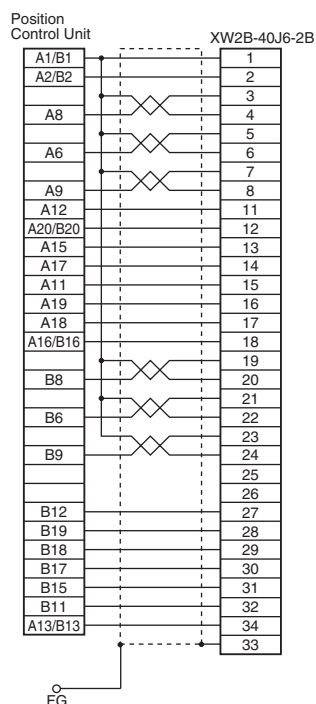 Position
Control Unit
XW2B-40J6-2B
A1/B1 1
A2/B2 2
3
A8 4
5
A6 6
7
A9 8
A12 11
A20/B20 12
A15 13
A17 14
A11 15
A19 16
A18 17
A16/B16 18
19
B8 20
21
B6 22
23
B9 24
25
26
B12 27
B19 28
B18 29
B17 30
B15 31
B11 32
A13/B13 34
33
FG